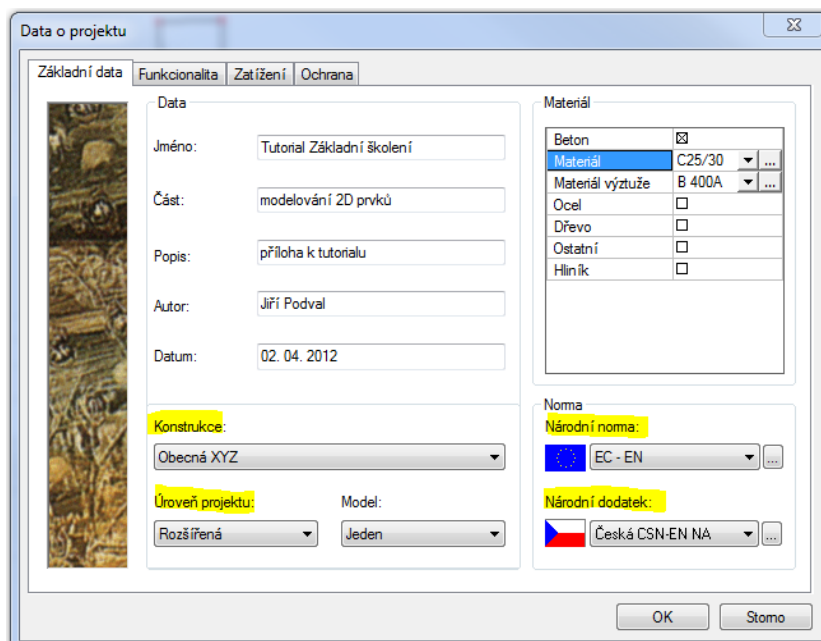 Data o projektu
Základní data Funkcionalita Zatížení Ochrana
Data
Jméno: Tutorial Základní školení
Část: modelování 2D prvků
Popis: příloha k tutorialu
Autor: Jiří Podval
Datum: 02. 04. 2012
Konstrukce:
Obecná XYZ
Úroveň projektu: Model:
Rozšířená Jeden
Materiál
Beton
Materiál C25/30 ...
Materiál výztuže B 400A ...
Ocel
Dřevo
Ostatní
Hliník
Norma
Národní norma:
EC - EN ...
Národní dodatek:
Česká CSN-EN NA ...
OK Storno